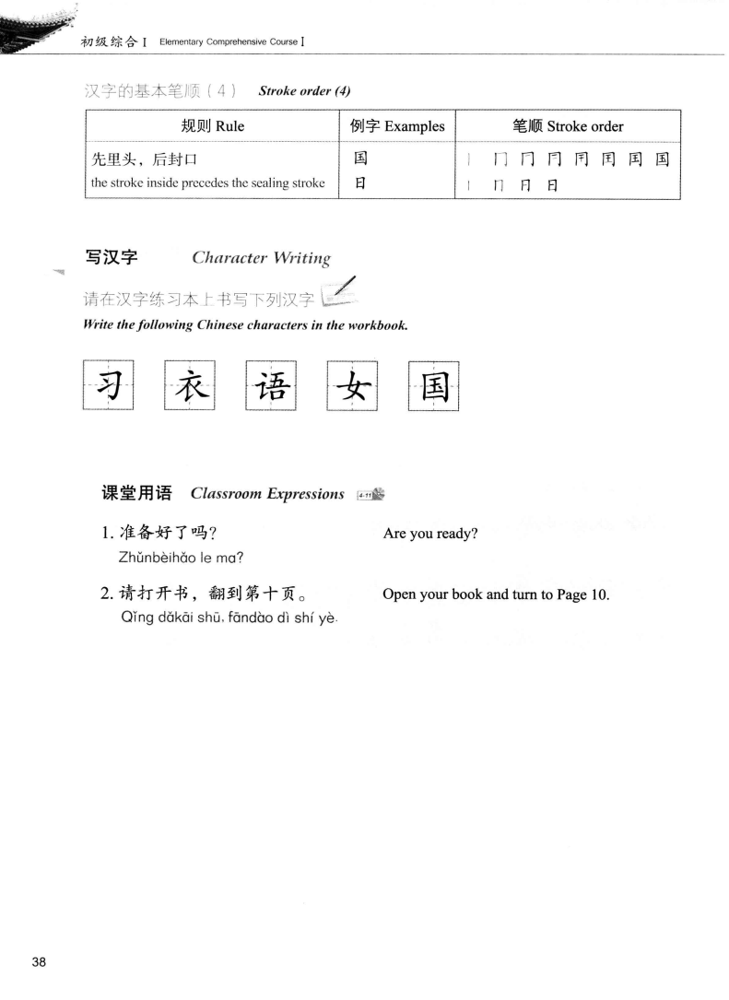 初级综合 I Elementary Comprehensive Course I
汉字的基本笔顺（4） Stroke order (4)
规则 Rule 例字 Examples 笔顺 Stroke order
先里头，后封口 国 丨 冂 冂 冃 用 囯 国 国
the stroke inside precedes the sealing stroke 日 丨 冂 日 日
写汉字 Character Writing
请在汉字练习本上书写下列汉字
Write the following Chinese characters in the workbook.
习 衣 语 女 国
课堂用语 Classroom Expressions 4-11
1. 准备好了吗？ Are you ready?
Zhǔnbèihǎo le ma?
2. 请打开书，翻到第十页。 Open your book and turn to Page 10.
Qǐng dǎkāi shū, fāndào dì shí yè.
38